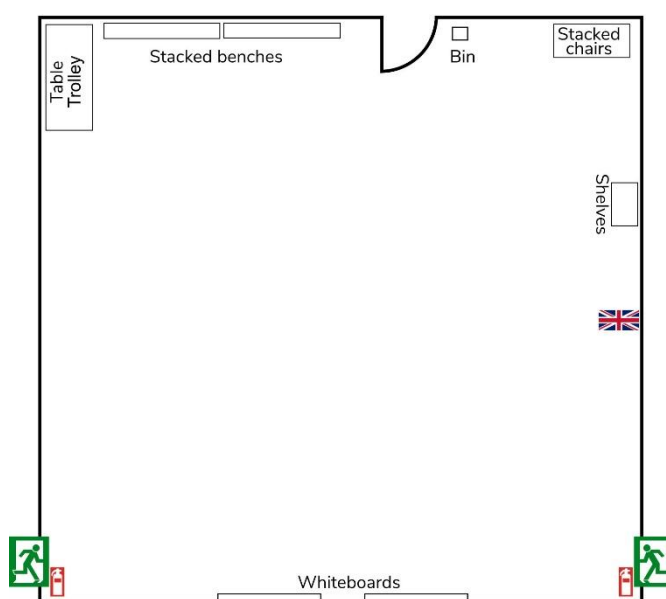 Stacked benches
Bin
Stacked
chairs
Table
Trolley
Shelves
Whiteboards